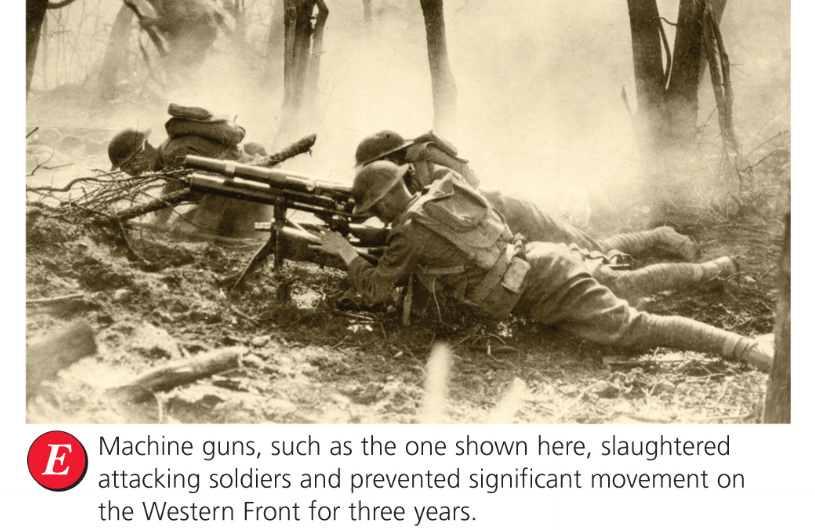 E
Machine guns, such as the one shown here, slaughtered
attacking soldiers and prevented significant movement on
the Western Front for three years.